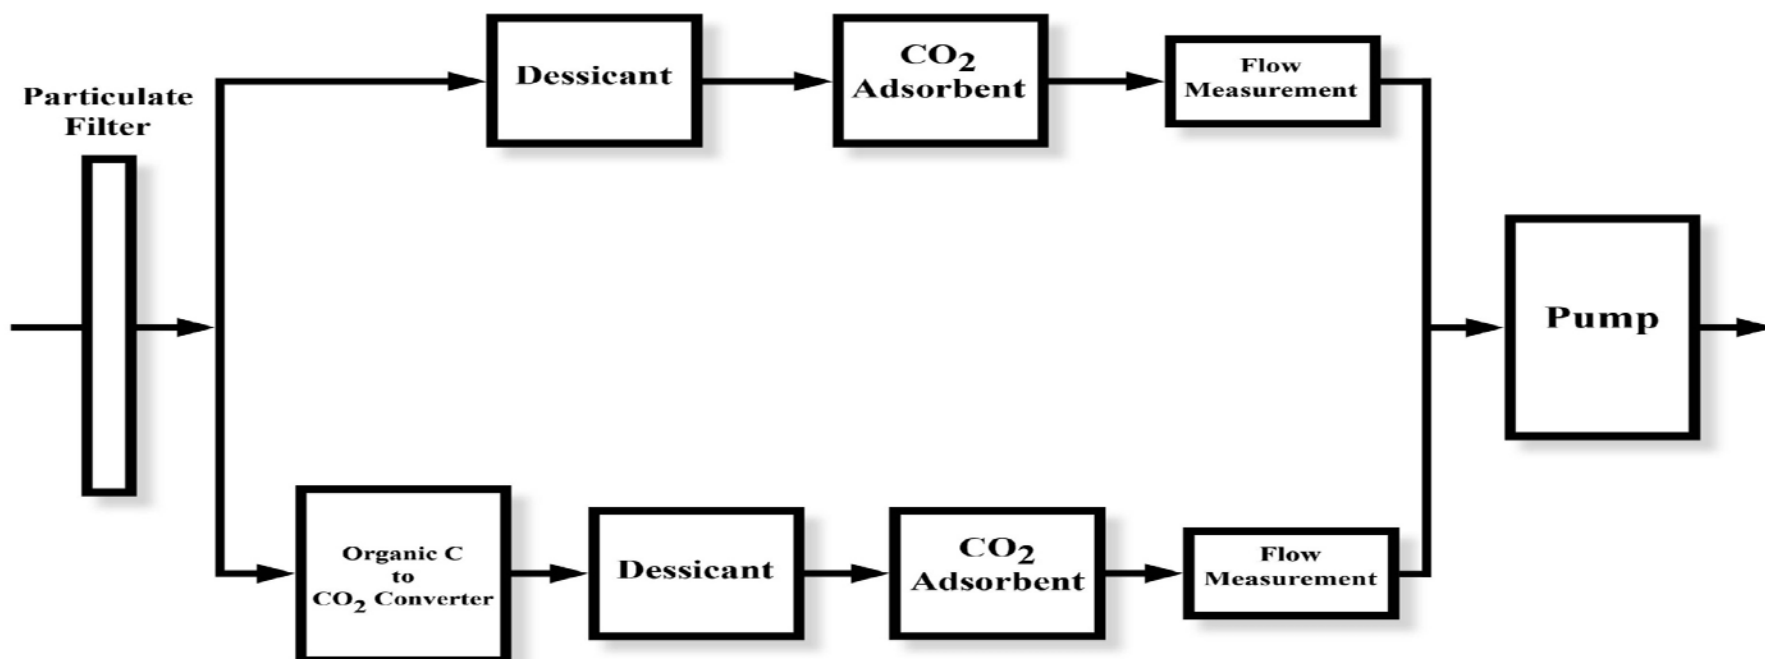 Particulate
Filter
Dessicant
CO2
Adsorbent
Flow
Measurement
Pump
Organic C
to
CO2 Converter
Dessicant
CO2
Adsorbent
Flow
Measurement